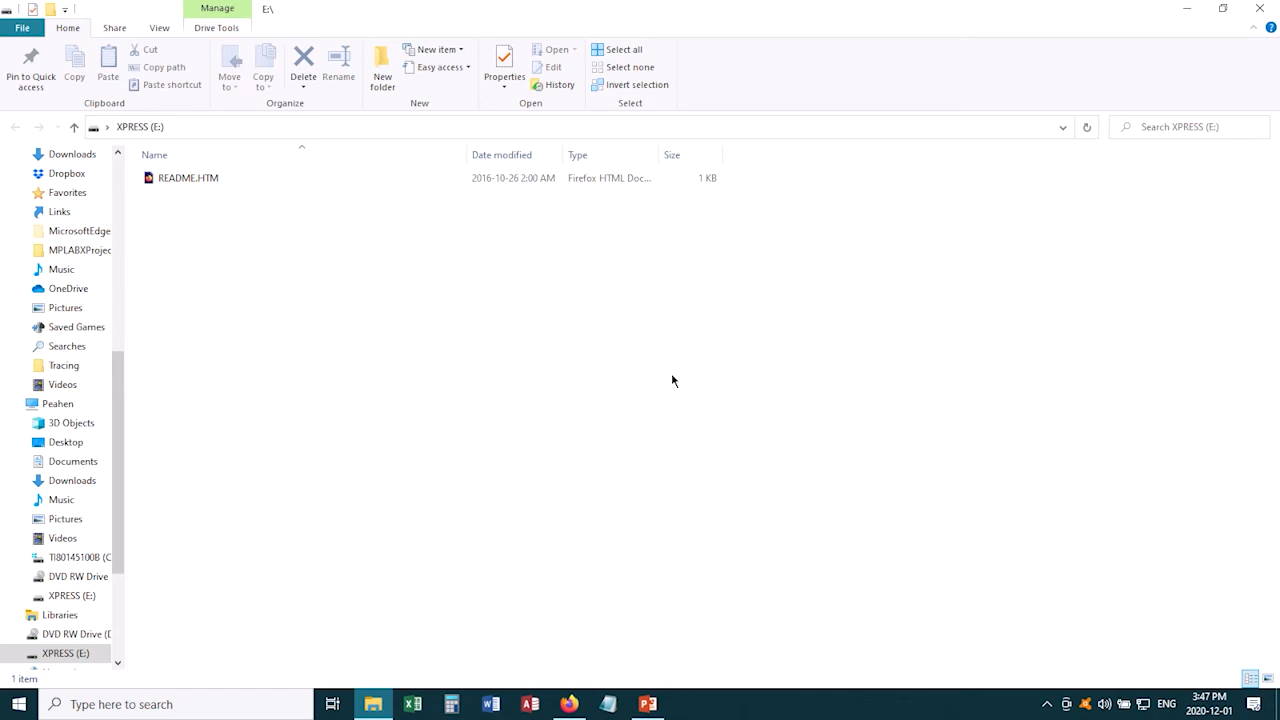 Manage
E:\
File
Home
Share
View
Drive Tools
Pin to Quick access
Copy
Paste
Cut
Copy path
Paste shortcut
Clipboard
Move to
Copy to
Delete
Rename
Organize
New folder
New item
Easy access
New
Properties
Open
Edit
History
Open
Select all
Select none
Invert selection
Select
XPRESS (E:)
Search XPRESS (E:)
Name
Date modified
Type
Size
README.HTM
2016-10-26 2:00 AM
Firefox HTML Doc...
1 KB
Downloads
Dropbox
Favorites
Links
MicrosoftEdge
MPLABXProjec
Music
OneDrive
Pictures
Saved Games
Searches
Tracing
Videos
Peahen
3D Objects
Desktop
Documents
Downloads
Music
Pictures
Videos
TI80145100B (C
DVD RW Drive
XPRESS (E:)
Libraries
DVD RW Drive (D
XPRESS (E:)
1 item
Type here to search
ENG
3:47 PM
2020-12-01